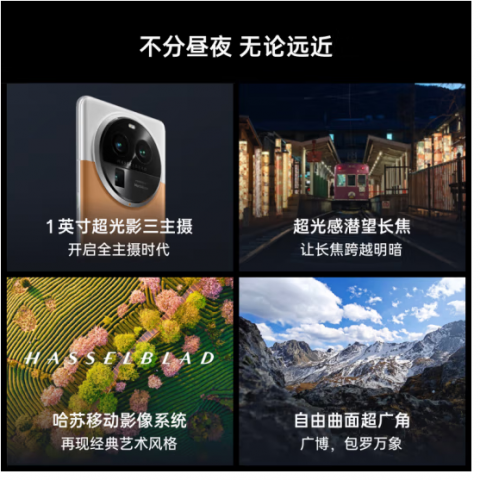 不分昼夜 无论远近
1英寸超光影三主摄
开启全主摄时代
超光感潜望长焦
让长焦跨越明暗
HASSELBLAD
哈苏移动影像系统
再现经典艺术风格
自由曲面超广角
广博，包罗万象